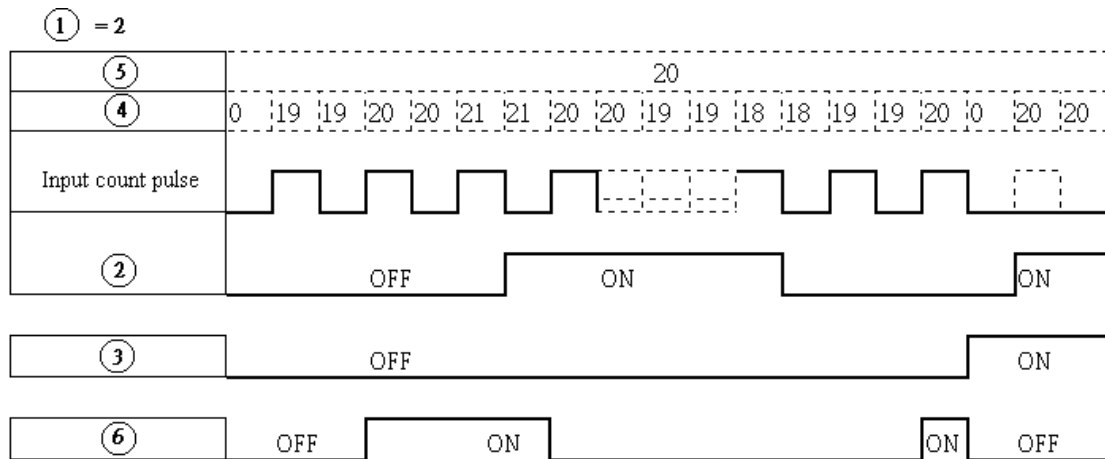 ① = 2
⑤ 20
④ 0 19 19 20 20 21 21 20 20 19 19 18 18 19 19 20 0 20 20
Input count pulse
② OFF ON ON
③ OFF ON
⑥ OFF ON ON OFF